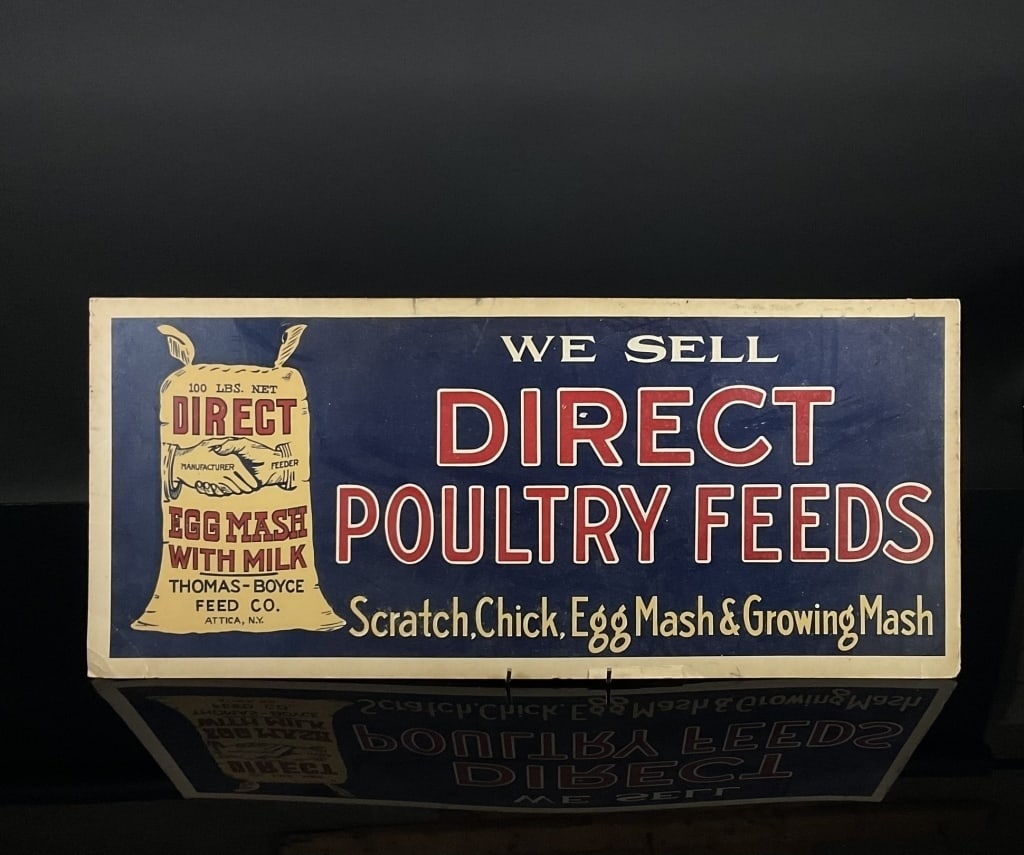 100 LBS. NET
DIRECT
MANUFACTURER FEEDER
EGG MASH
WITH MILK
THOMAS-BOYCE
FEED CO.
ATTICA, N.Y.
WE SELL
DIRECT
POULTRY FEEDS
Scratch, Chick, Egg Mash & Growing Mash